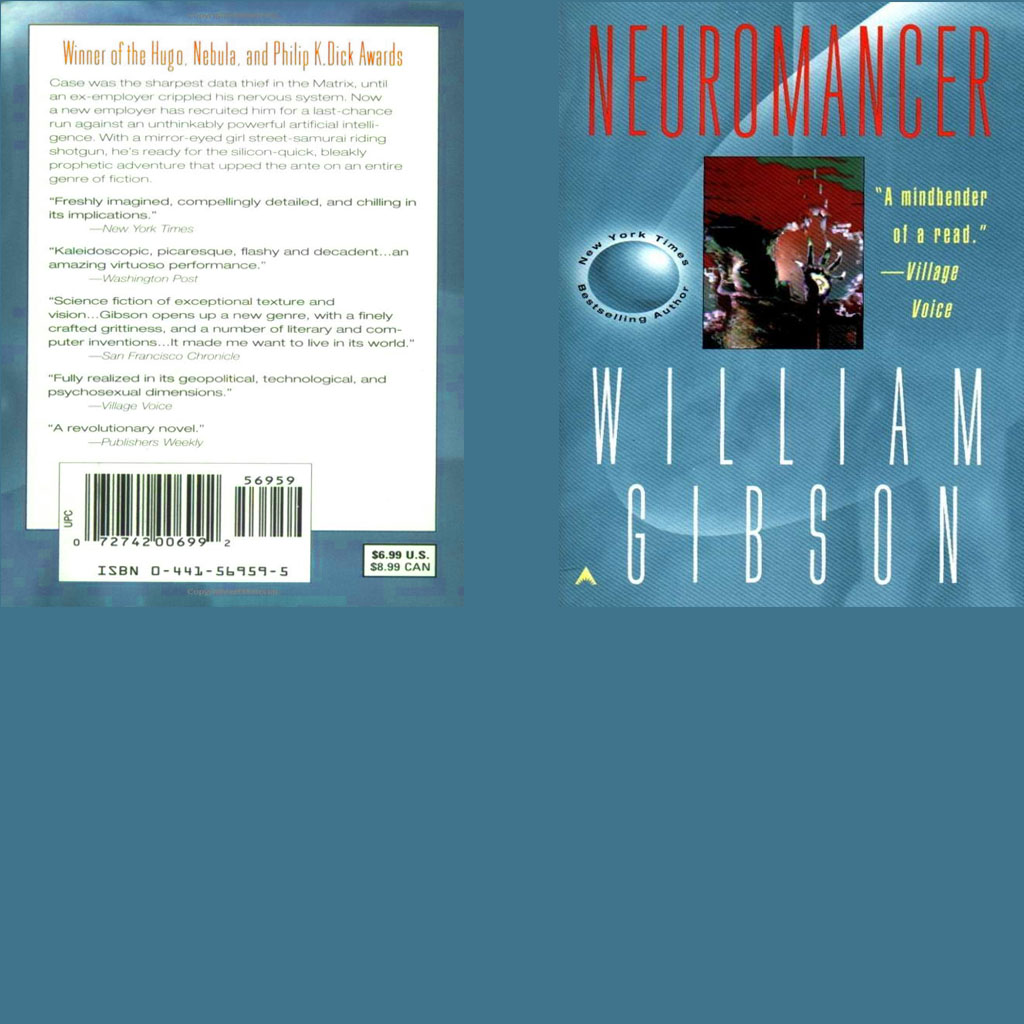 Copyrighted Material
Winner of the Hugo, Nebula, and Philip K. Dick Awards
Case was the sharpest data thief in the Matrix, until
an ex-employer crippled his nervous system. Now
a new employer has recruited him for a last-chance
run against an unthinkably powerful artificial intelli-
gence. With a mirror-eyed girl street-samurai riding
shotgun, he's ready for the silicon-quick, bleakly
prophetic adventure that upped the ante on an entire
genre of fiction.
"Freshly imagined, compellingly detailed, and chilling in
its implications."
—New York Times
"Kaleidoscopic, picaresque, flashy and decadent...an
amazing virtuoso performance."
—Washington Post
"Science fiction of exceptional texture and
vision...Gibson opens up a new genre, with a finely
crafted grittiness, and a number of literary and com-
puter inventions...It made me want to live in its world."
—San Francisco Chronicle
"Fully realized in its geopolitical, technological, and
psychosexual dimensions."
—Village Voice
"A revolutionary novel."
—Publishers Weekly
56959
UPC
0 72742 00699 2
ISBN 0-441-56959-5
$6.99 U.S.
$8.99 CAN
Copyrighted Material
NEUROMANCER
"A mindbender
of a read."
—Village
Voice
New York Times
Bestselling Author
WILLIAM
GIBSON